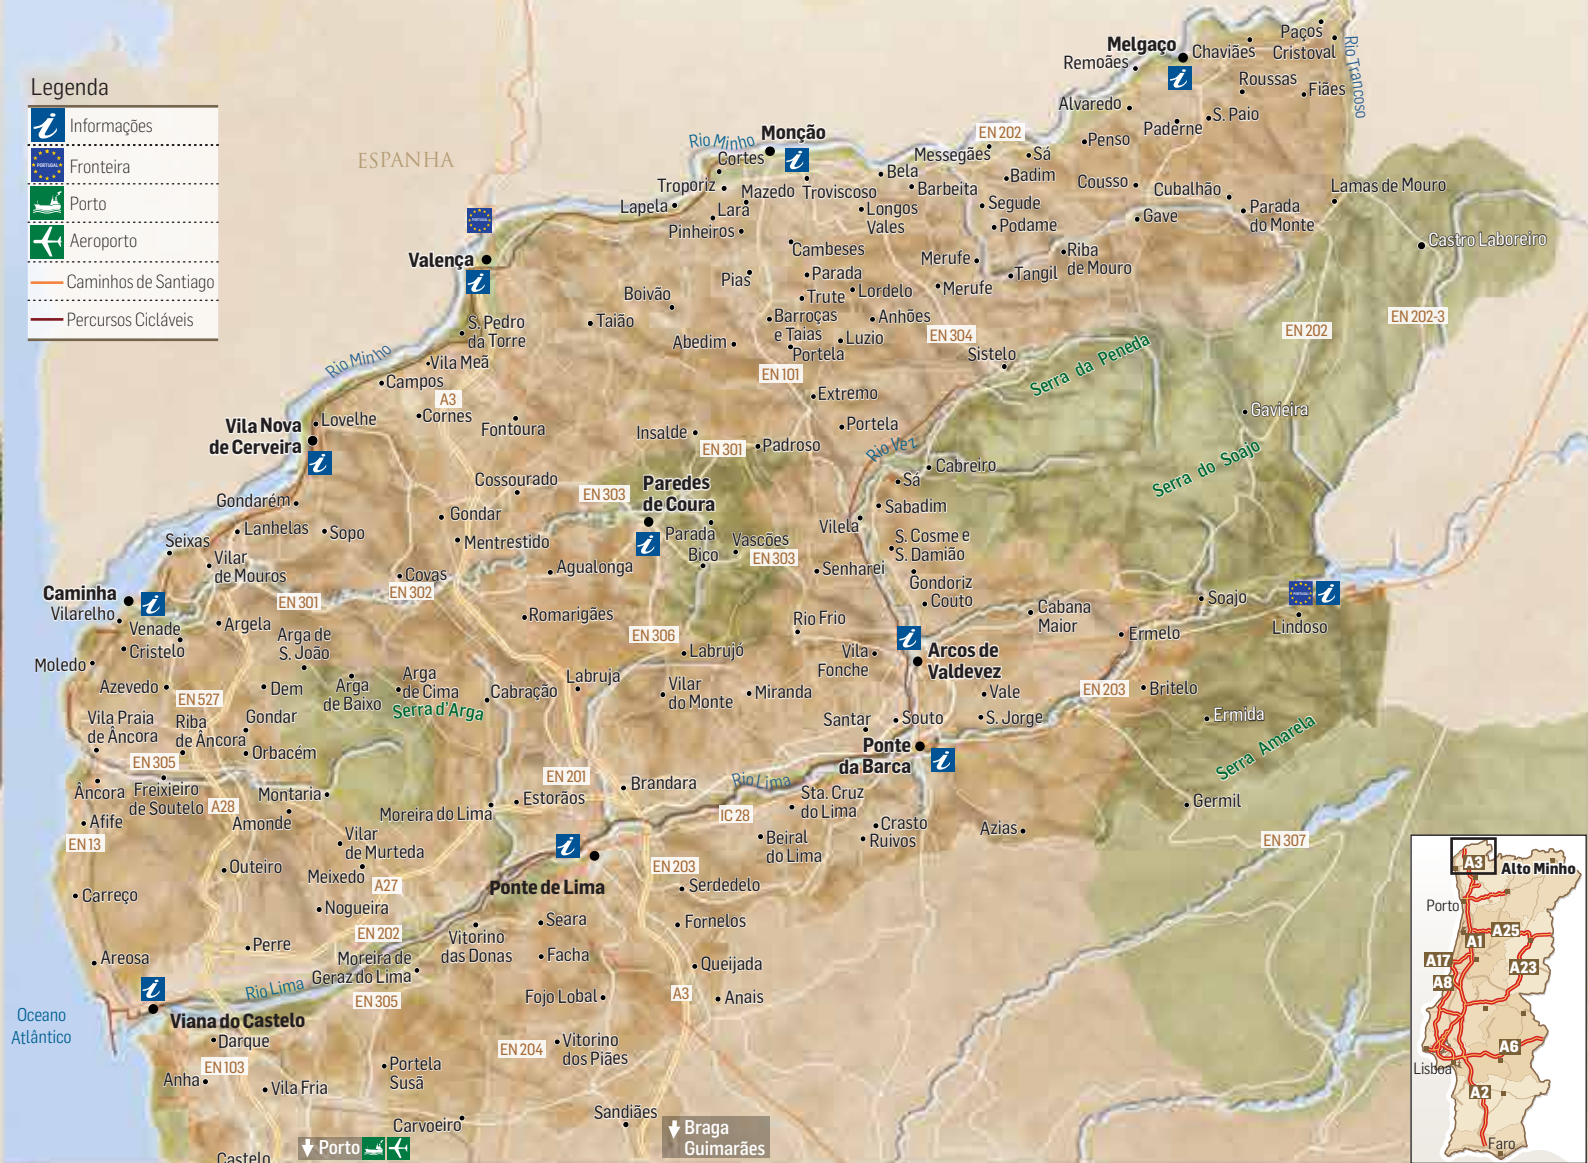 Legenda
Informações
Fronteira
Porto
Aeroporto
Caminhos de Santiago
Percursos Cicláveis
ESPANHA
Melgaço
Remoães
Chaviães
Paços
Cristoval
Rio Trancoso
Roussas
Fiães
Alvaredo
S. Paio
Paderne
Penso
Rio Minho
Monção
EN 202
Cortes
Messegães
Sá
Bela
Badim
Cousso
Cubalhão
Lamas de Mouro
Troporiz
Mazedo
Troviscoso
Barbeita
Lapela
Lara
Longos
Vales
Segude
Gave
Parada
do Monte
Pinheiros
Podame
Castro Laboreiro
Valença
Cambeses
Merufe
Riba
de Mouro
Pias
Parada
Tangil
Boivão
Trute
Lordelo
Merufe
S. Pedro
da Torre
Taião
Barroças
e Taias
Anhões
EN 202-3
EN 202
Abedim
Luzio
EN 304
Portela
Sistelo
Serra da Peneda
Rio Minho
Vila Meã
Campos
EN 101
A3
Extremo
Gavieira
Vila Nova
de Cerveira
Lovelhe
Cornes
Fontoura
Insalde
Portela
EN 301
Padroso
Rio Vez
Serra do Soajo
Cabreiro
Cossourado
Paredes
de Coura
Sá
Gondarém
EN 303
Sabadim
Gondar
Lanhelas
Sopo
Parada
Vilela
Seixas
Mentrestido
Vascões
S. Cosme e
S. Damião
Bico
EN 303
Vilar
de Mouros
Agualonga
Senharei
Covas
Gondoriz
EN 302
Caminha
Vilarelho
EN 301
Couto
Soajo
Cabana
Maior
Romarigães
Rio Frio
Venade
Argela
Lindoso
Arga de
S. João
EN 306
Ermelo
Cristelo
Labrujó
Vila
Fonche
Arcos de
Valdevez
Moledo
Azevedo
Dem
Arga
de Baixo
Arga
de Cima
Labruja
EN 527
Cabração
Vilar
do Monte
Miranda
Vale
EN 203
Britelo
Serra d'Arga
Vila Praia
de Âncora
Riba
de Âncora
Gondar
Santar
Souto
S. Jorge
Ermida
Orbacém
Ponte
da Barca
Serra Amarela
EN 305
EN 201
Rio Lima
Âncora
Freixieiro
de Soutelo
Montaria
Brandara
Sta. Cruz
do Lima
Estorãos
Germil
A28
Moreira do Lima
IC 28
Afife
Amonde
Crasto
Azias
EN 13
Vilar
de Murteda
Beiral
do Lima
Ruivos
EN 307
Outeiro
Meixedo
EN 203
A27
Ponte de Lima
Serdedelo
Carreço
Nogueira
Seara
Fornelos
EN 202
Perre
Vitorino
das Donas
Areosa
Moreira de
Geraz do Lima
Facha
Queijada
Rio Lima
EN 305
Fojo Lobal
A3
Anais
Oceano
Atlântico
Viana do Castelo
Darque
EN 204
Vitorino
dos Piães
EN 103
Portela
Susã
Anha
Vila Fria
Carvoeiro
Sandiães
Braga
Guimarães
Porto
Castelo
A3
Alto Minho
Porto
A25
A1
A17
A23
A8
A6
Lisboa
A2
Faro